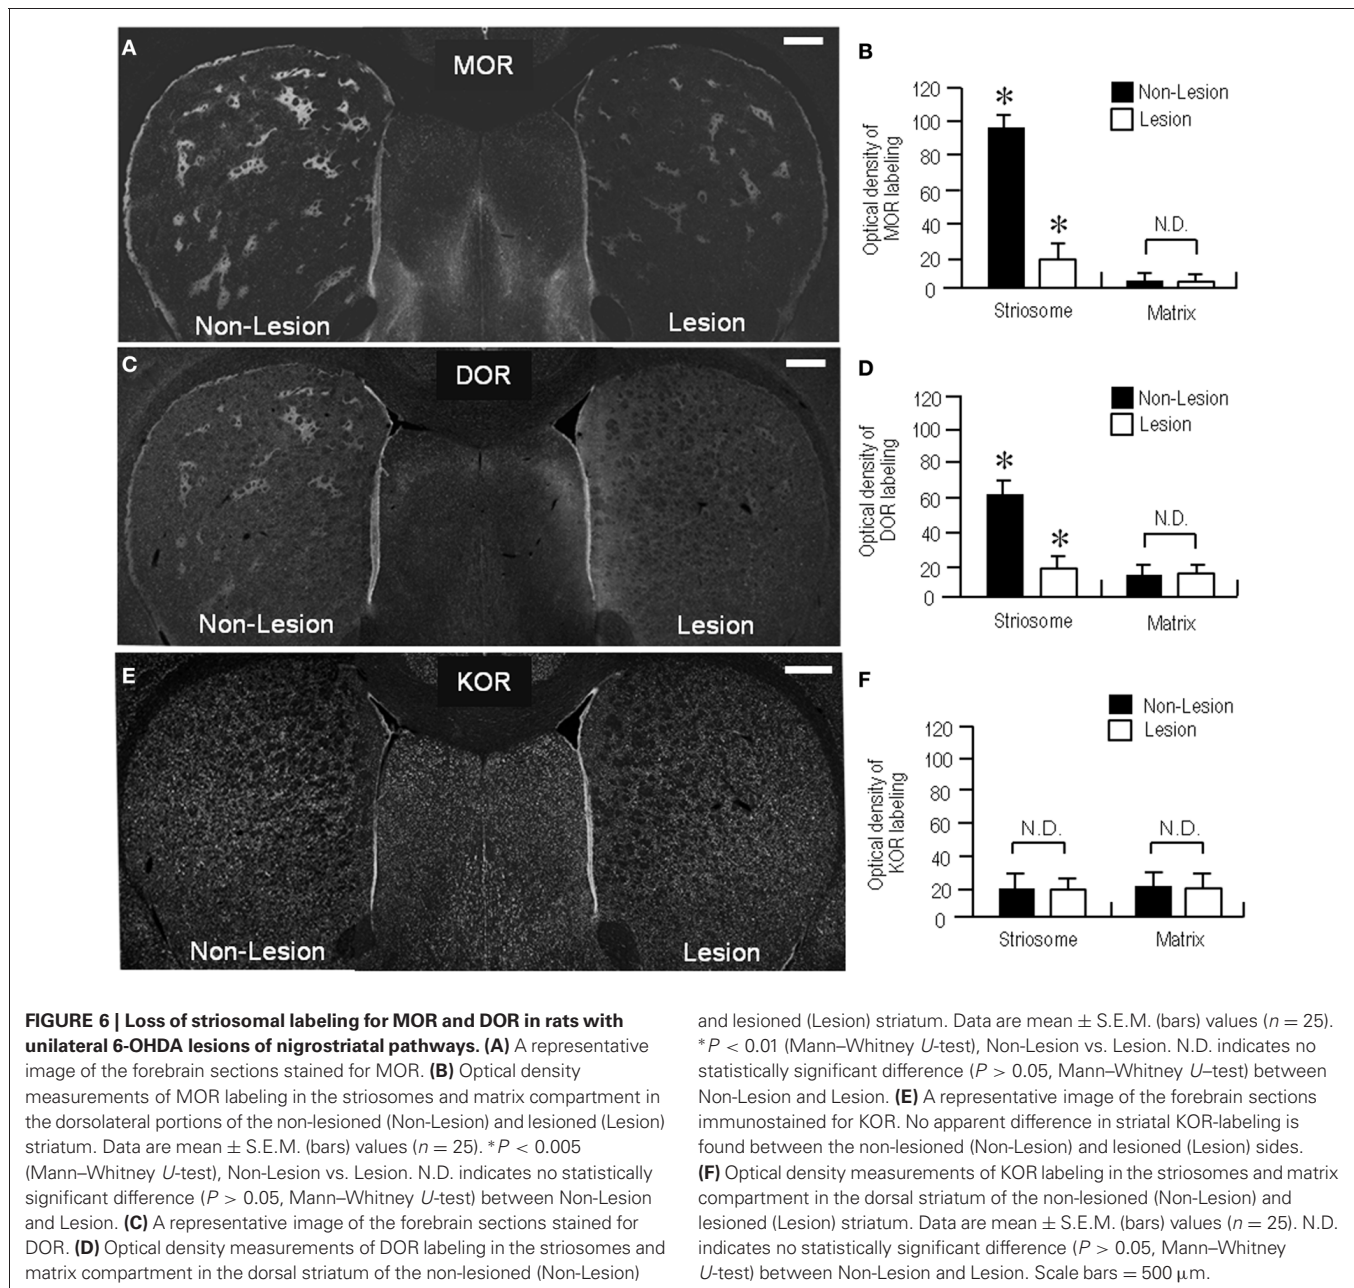 A
MOR
Non-Lesion
Lesion
B
Non-Lesion
Lesion
Optical density of
MOR labeling
120
100
80
60
40
20
0
*
*
N.D.
Striosome
Matrix
C
DOR
Non-Lesion
Lesion
D
Non-Lesion
Lesion
Optical density of
DOR labeling
120
100
80
60
40
20
0
*
*
N.D.
Striosome
Matrix
E
KOR
Non-Lesion
Lesion
F
Non-Lesion
Lesion
Optical density of
KOR labeling
120
100
80
60
40
20
0
N.D.
N.D.
Striosome
Matrix
FIGURE 6 | Loss of striosomal labeling for MOR and DOR in rats with
unilateral 6-OHDA lesions of nigrostriatal pathways. (A) A representative
image of the forebrain sections stained for MOR. (B) Optical density
measurements of MOR labeling in the striosomes and matrix compartment in
the dorsolateral portions of the non-lesioned (Non-Lesion) and lesioned (Lesion)
striatum. Data are mean ± S.E.M. (bars) values (n = 25). *P < 0.005
(Mann–Whitney U-test), Non-Lesion vs. Lesion. N.D. indicates no statistically
significant difference (P > 0.05, Mann–Whitney U-test) between Non-Lesion
and Lesion. (C) A representative image of the forebrain sections stained for
DOR. (D) Optical density measurements of DOR labeling in the striosomes and
matrix compartment in the dorsal striatum of the non-lesioned (Non-Lesion)
and lesioned (Lesion) striatum. Data are mean ± S.E.M. (bars) values (n = 25).
*P < 0.01 (Mann–Whitney U-test), Non-Lesion vs. Lesion. N.D. indicates no
statistically significant difference (P > 0.05, Mann–Whitney U–test) between
Non-Lesion and Lesion. (E) A representative image of the forebrain sections
immunostained for KOR. No apparent difference in striatal KOR-labeling is
found between the non-lesioned (Non-Lesion) and lesioned (Lesion) sides.
(F) Optical density measurements of KOR labeling in the striosomes and matrix
compartment in the dorsal striatum of the non-lesioned (Non-Lesion) and
lesioned (Lesion) striatum. Data are mean ± S.E.M. (bars) values (n = 25). N.D.
indicates no statistically significant difference (P > 0.05, Mann–Whitney
U-test) between Non-Lesion and Lesion. Scale bars = 500 μm.